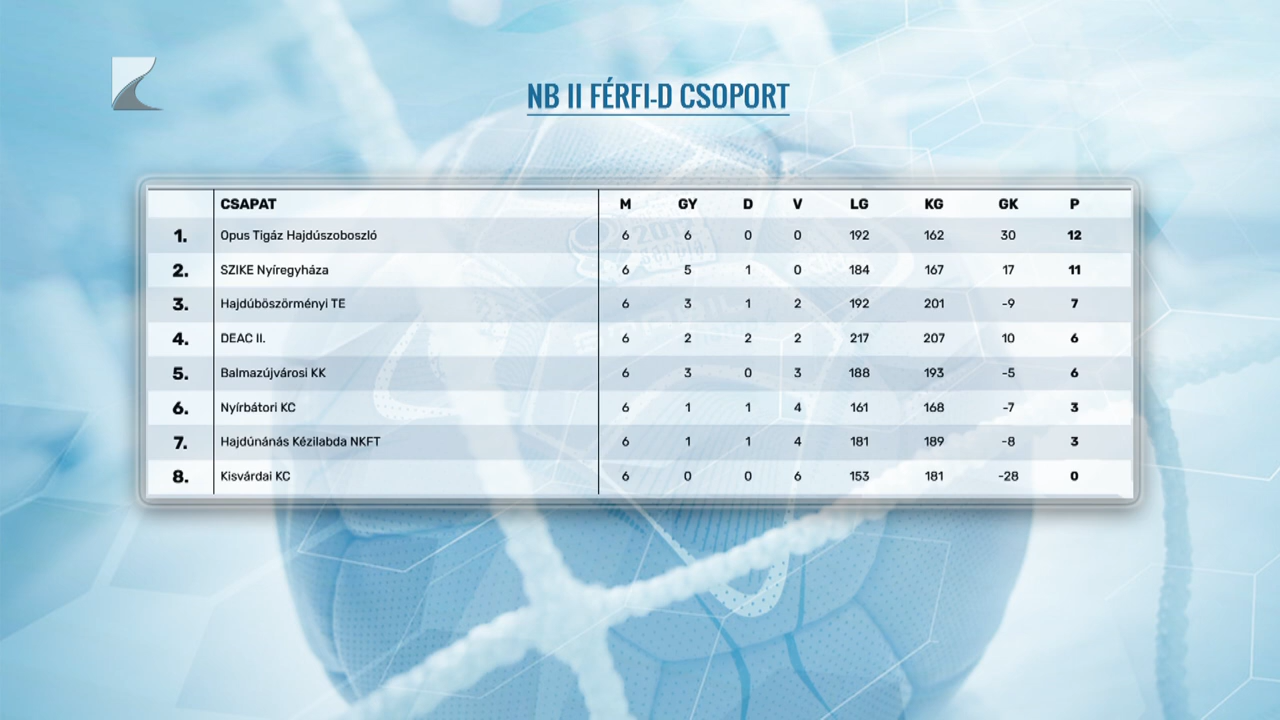 NB II FÉRFI-D CSOPORT
CSAPAT M GY D V LG KG GK P
1. Opus Tigáz Hajdúszoboszló 6 6 0 0 192 162 30 12
2. SZIKE Nyíregyháza 6 5 1 0 184 167 17 11
3. Hajdúböszörményi TE 6 3 1 2 192 201 -9 7
4. DEAC II. 6 2 2 2 217 207 10 6
5. Balmazújvárosi KK 6 3 0 3 188 193 -5 6
6. Nyírbátori KC 6 1 1 4 161 168 -7 3
7. Hajdúnánás Kézilabda NKFT 6 1 1 4 181 189 -8 3
8. Kisvárdai KC 6 0 0 6 153 181 -28 0